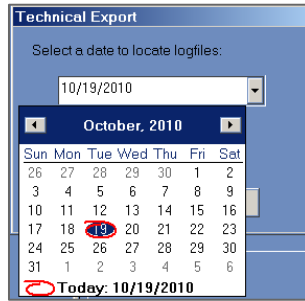 Technical Export
Select a date to locate logfiles:
10/19/2010
October, 2010
Sun Mon Tue Wed Thu Fri Sat
26 27 28 29 30 1 2
3 4 5 6 7 8 9
10 11 12 13 14 15 16
17 18 19 20 21 22 23
24 25 26 27 28 29 30
31 1 2 3 4 5 6
Today: 10/19/2010